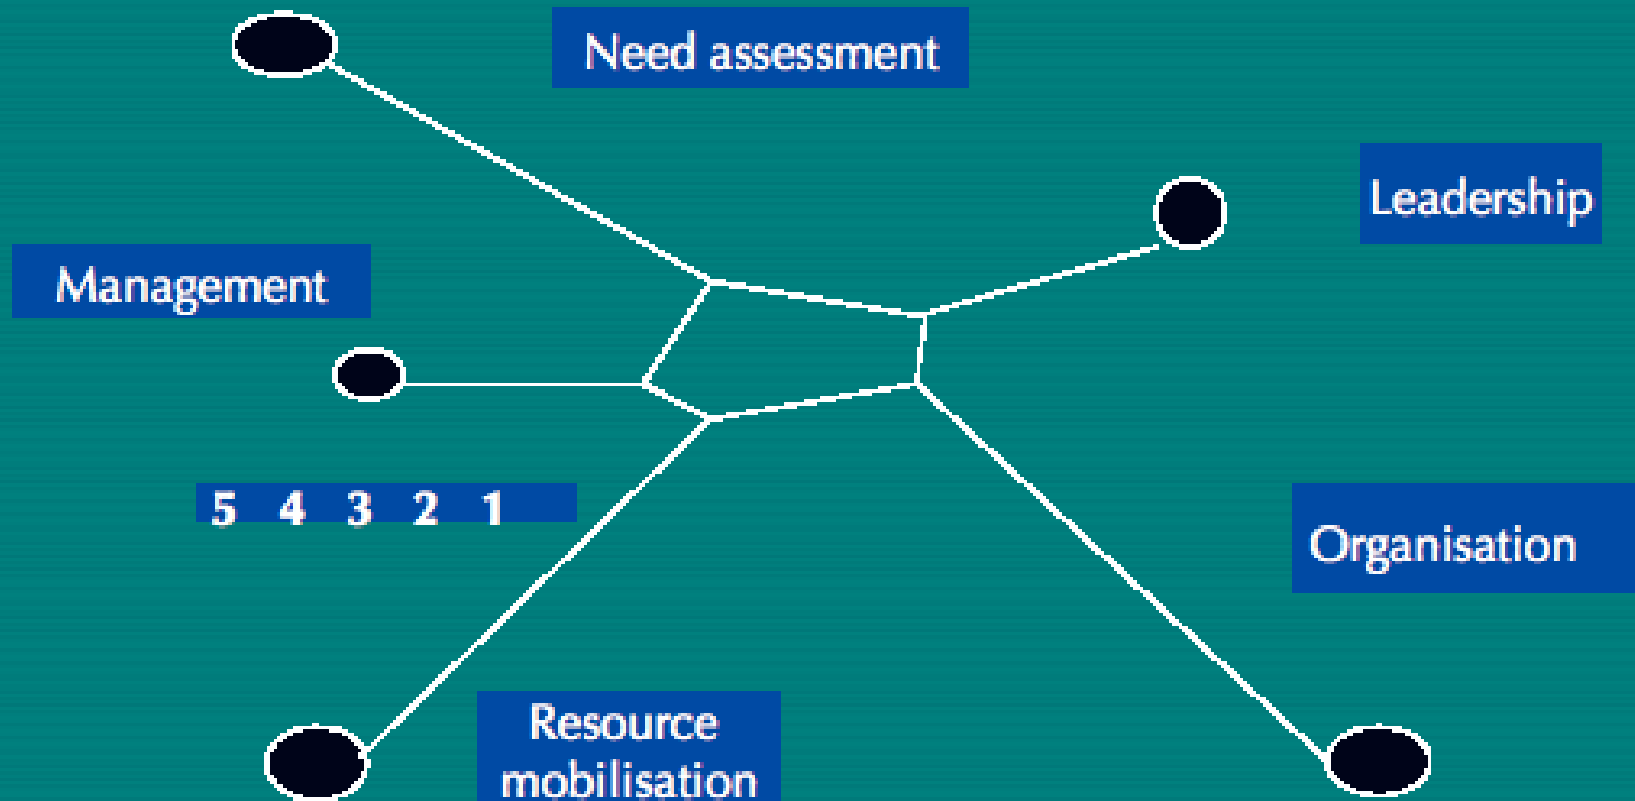 Need assessment
Leadership
Management
5 4 3 2 1
Organisation
Resource
mobilisation